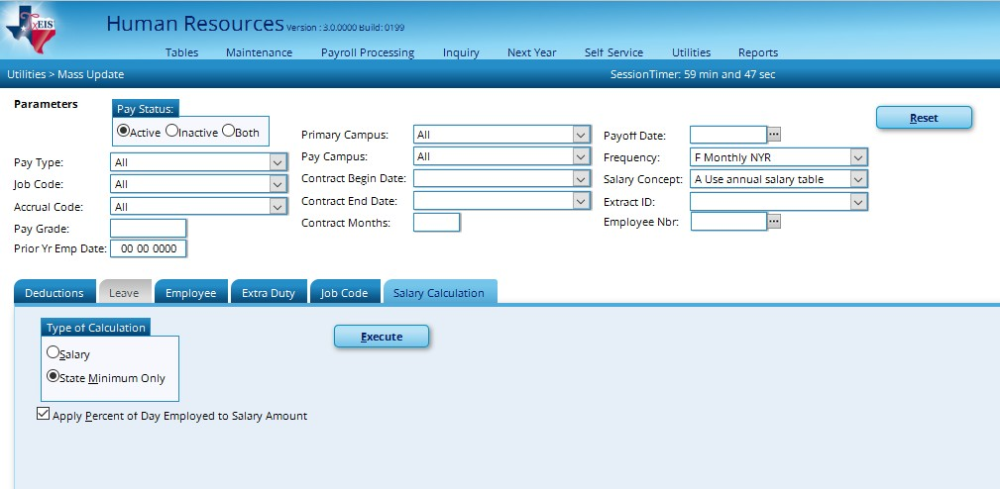 TxEIS
Human Resources Version : 3.0.0000 Build: 0199
Tables Maintenance Payroll Processing Inquiry Next Year Self Service Utilities Reports
Utilities > Mass Update SessionTimer: 59 min and 47 sec
Parameters
Pay Status:
Active Inactive Both
Pay Type: All
Job Code: All
Accrual Code: All
Pay Grade:
Prior Yr Emp Date: 00 00 0000
Primary Campus: All
Pay Campus: All
Contract Begin Date:
Contract End Date:
Contract Months:
Payoff Date: ...
Frequency: F Monthly NYR
Salary Concept: A Use annual salary table
Extract ID:
Employee Nbr: ...
Reset
Deductions Leave Employee Extra Duty Job Code Salary Calculation
Type of Calculation
Salary
State Minimum Only
Execute
Apply Percent of Day Employed to Salary Amount